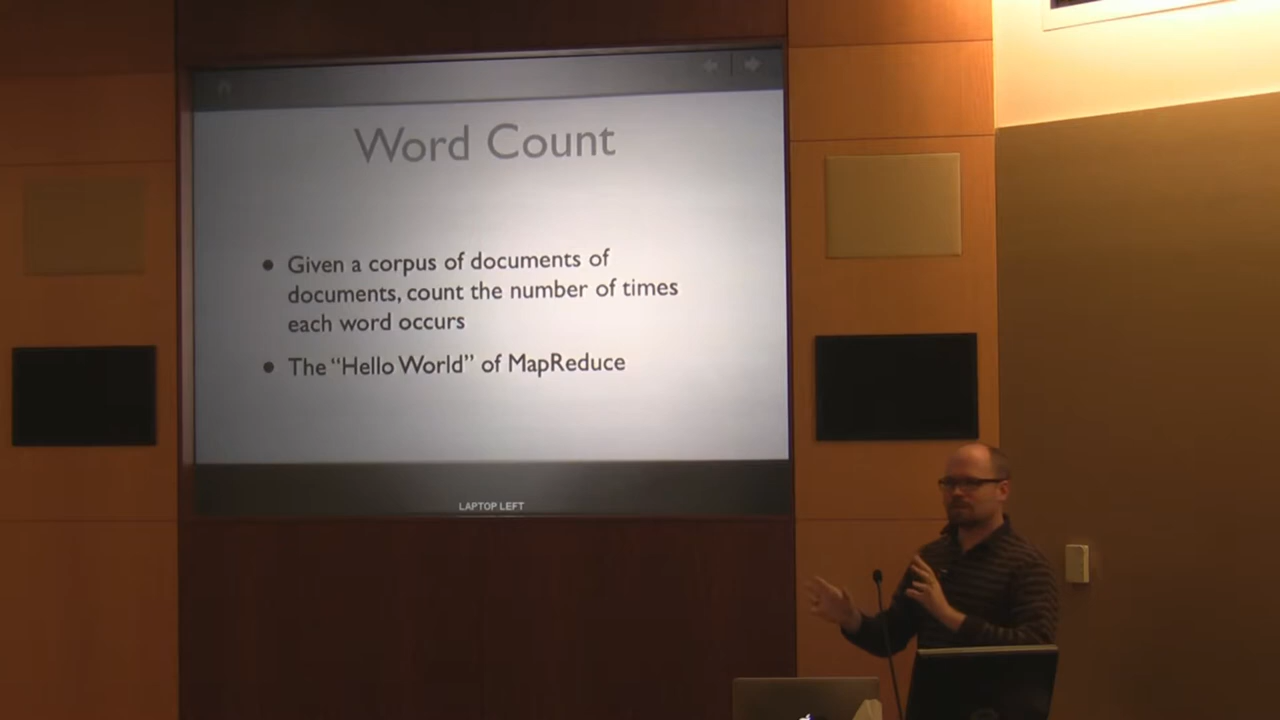 Word Count
• Given a corpus of documents of
documents, count the number of times
each word occurs
• The “Hello World” of MapReduce
LAPTOP LEFT